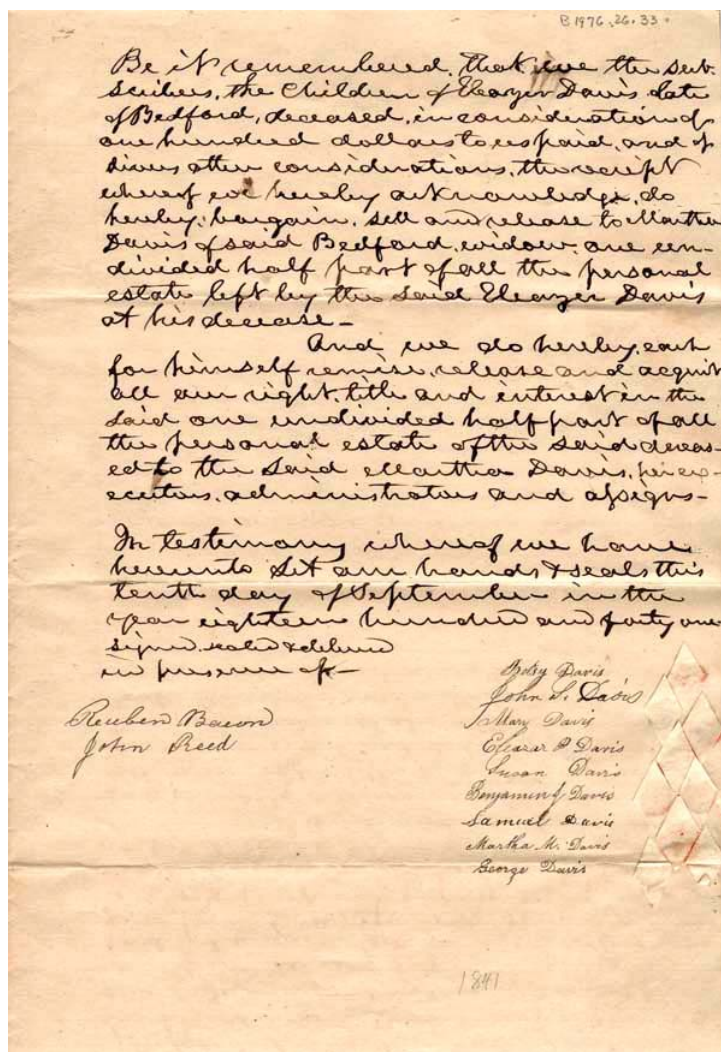 B 1976.26.33.
Be it remembered, that, we the sub-
scribers, the Children of Eleazer Davis, late
of Bedford, deceased, in consideration of
one hundred dollars to us paid, and of
divers other considerations, the receipt
whereof we hereby acknowledge, do
hereby, bargain, sell and release to Martha
Davis of said Bedford, widow, one un-
divided half part of all the personal
estate left by the said Eleazer Davis
at his decease -
And we do hereby, each
for himself remise, release and acquit
all our right, title and interest in the
said one undivided half part of all
the personal estate of the said deceas-
ed to the said Martha Davis, her ex-
ecutors, administrators and assigns -
In testimony whereof we have
hereunto set our hands & seals this
tenth day of September in the
year eighteen hundred and forty one
signed, sealed & delivered
in presence of -
Betsy Davis
John S. Davis
Mary Davis
Reuben Bacon
John Reed
Eleazar P Davis
Susan Davis
Benjamin J Davis
Samuel Davis
Martha M. Davis
George Davis
1841